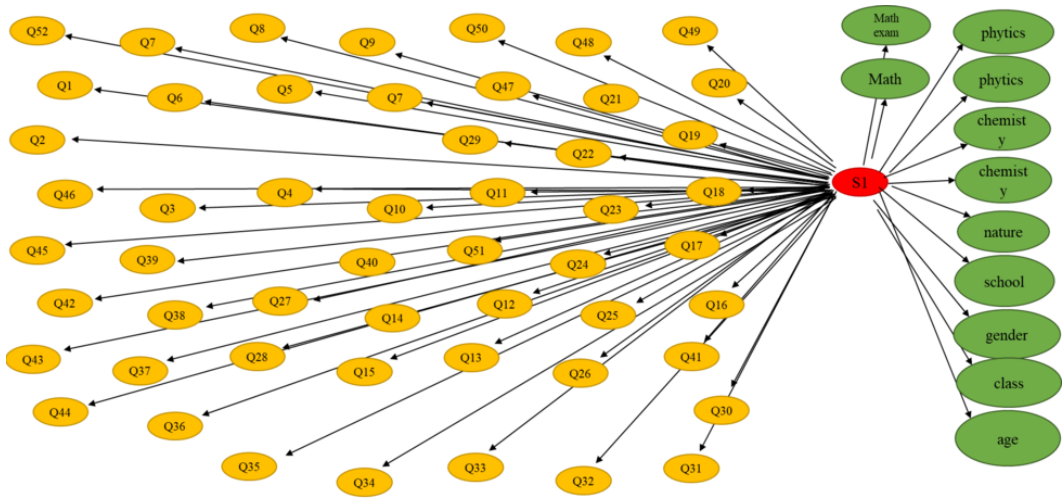 Q52
Q7
Q8
Q9
Q50
Q48
Q49
Math
exam
phytics
Q1
Q6
Q5
Q7
Q47
Q21
Q20
Math
phytics
Q2
Q29
Q22
Q19
chemist
y
Q46
Q3
Q4
Q10
Q11
Q23
Q18
S1
chemist
y
Q45
Q39
Q40
Q51
Q24
Q17
nature
Q42
Q38
Q27
Q14
Q12
Q25
Q16
school
Q43
Q37
Q28
Q15
Q13
Q26
Q41
gender
Q44
Q36
Q30
class
Q35
Q34
Q33
Q32
Q31
age